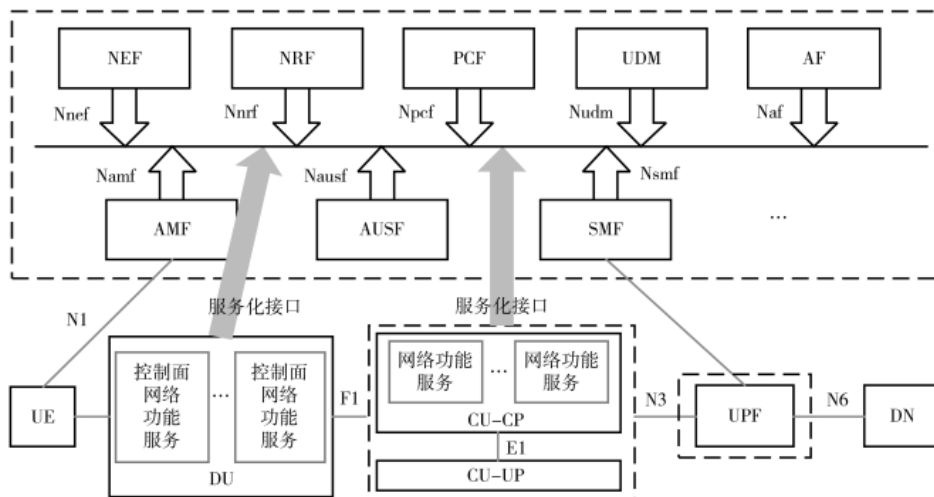 NEF
NRF
PCF
UDM
AF
Nnef
Nnrf
Npcf
Nudm
Naf
Namf
Nausf
Nsmf
AMF
AUSF
SMF
...
N1
服务化接口
服务化接口
UE
控制面
网络
功能
服务
...
控制面
网络
功能
服务
DU
F1
网络功能
服务
...
网络功能
服务
CU-CP
E1
CU-UP
N3
UPF
N6
DN